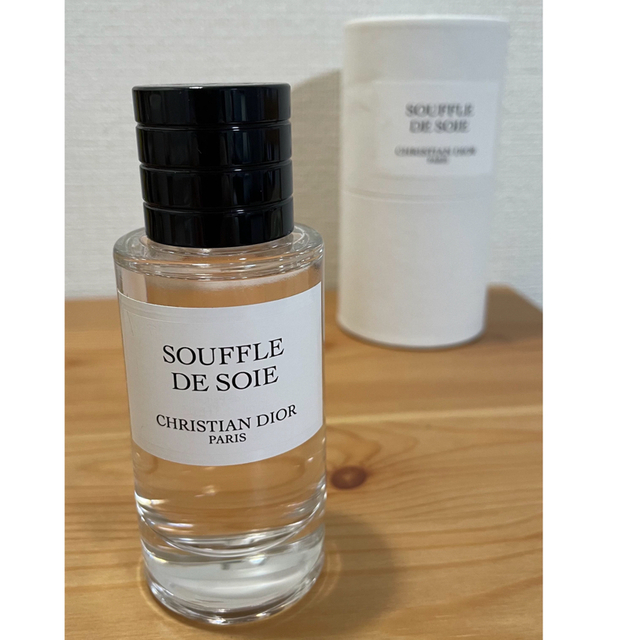 SOUFFLE
DE SOIE
CHRISTIAN DIOR
PARIS
SOUFFLE
DE SOIE
CHRISTIAN DIOR
PARIS